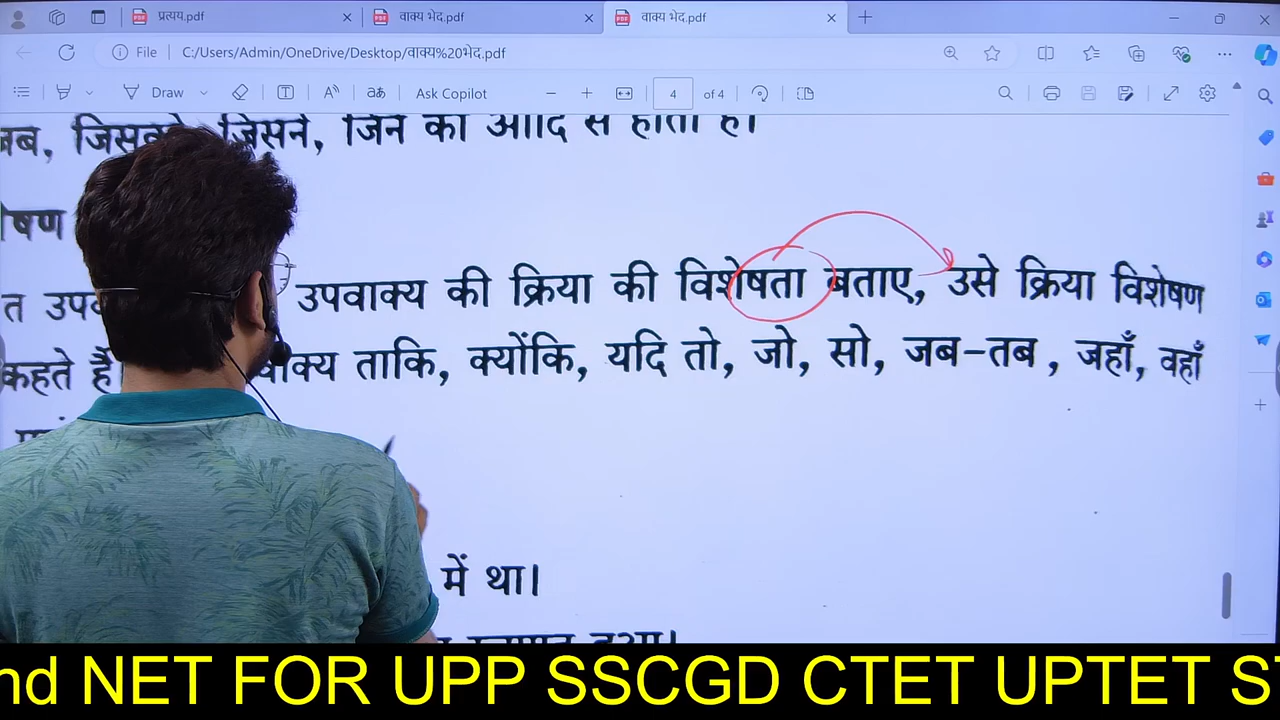 प्रत्यय.pdf
वाक्य भेद.pdf
वाक्य भेद.pdf
File C:/Users/Admin/OneDrive/Desktop/वाक्य%20भेद.pdf
Draw
Ask Copilot
4 of 4
जिसने, जिन का आदि से होता है।
उपवाक्य की क्रिया की विशेषता बताए, उसे क्रिया विशेषण
कहते हैं ताकि, क्योंकि, यदि तो, जो, सो, जब-तब, जहाँ, वहाँ
में था।
हुआ।
nd NET FOR UPP SSCGD CTET UPTET S